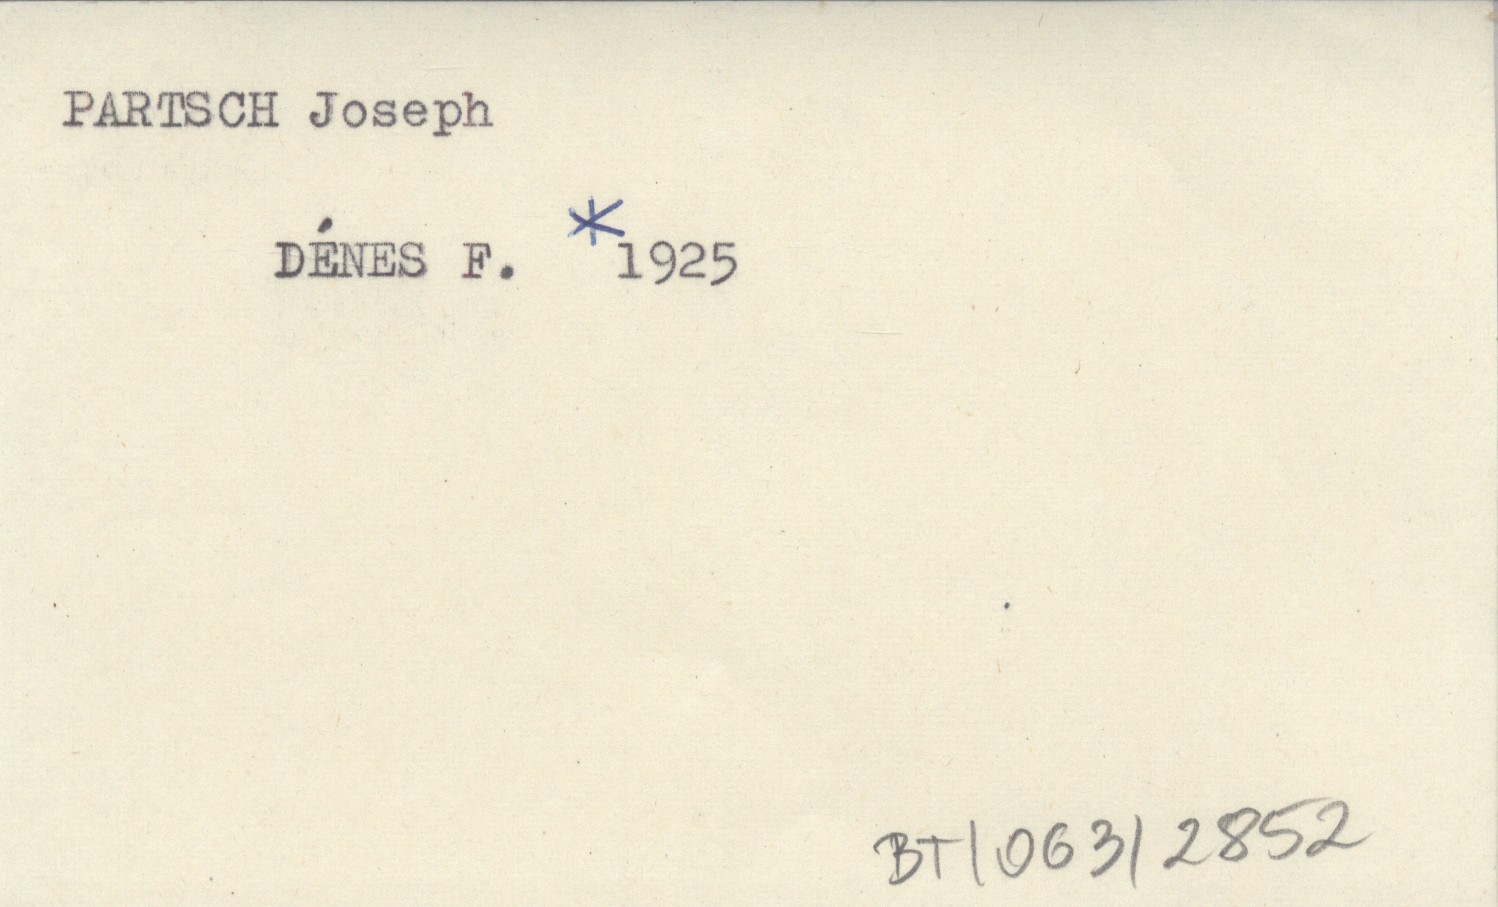 PARTSCH Joseph
DÉNES F. *1925
BT/063/2852